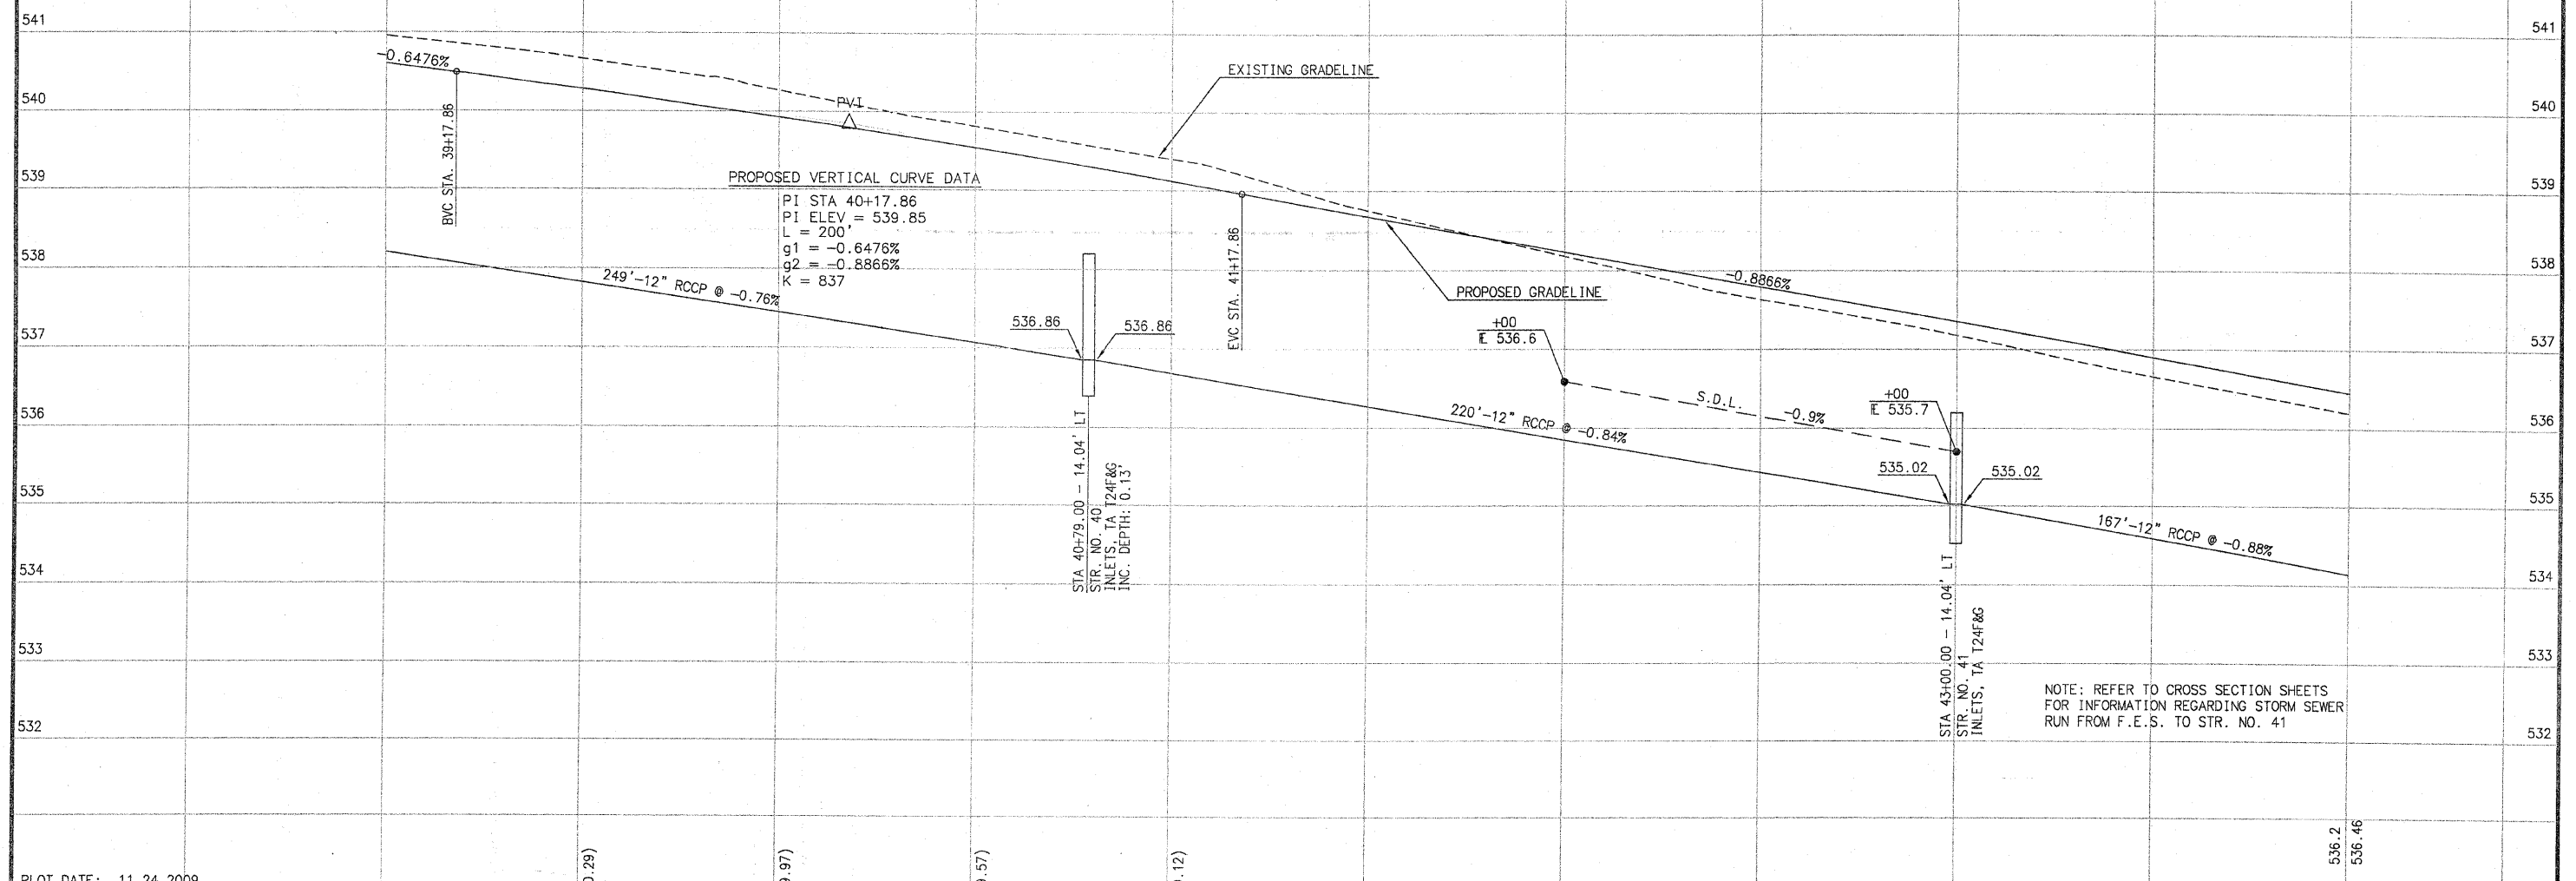 541
541
-0.6476%
EXISTING GRADELINE
540
PVI
540
540
BVC STA. 39+17.86
539
PROPOSED VERTICAL CURVE DATA
539
PI STA 40+17.86
PI ELEV = 539.85
L = 200'
g1 = -0.6476%
g2 = -0.8866%
K = 837
EVC STA. 41+17.86
538
249'-12" RCCP @ -0.76%
-0.8866%
538
PROPOSED GRADELINE
537
536.86
536.86
+00
℄ 536.6
537
536
220'-12" RCCP @ -0.84%
S.D.L.
-0.9%
+00
℄ 535.7
536
535
535.02
535.02
535
167'-12" RCCP @ -0.88%
STA 40+79.00 - 14.04' LT
STR. NO. 40
INLETS, TA T24F&G
INC. DEPTH: 0.13'
534
534
533
533
STA 43+00.00 - 14.04' LT
STR. NO. 41
INLETS, TA T24F&G
NOTE: REFER TO CROSS SECTION SHEETS
FOR INFORMATION REGARDING STORM SEWER
RUN FROM F.E.S. TO STR. NO. 41
532
532
536.2
536.46
PLOT DATE: 11-24-2009